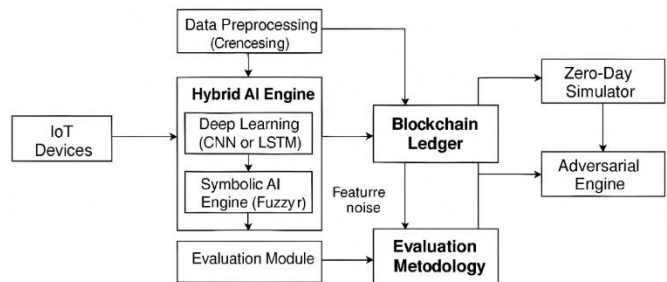 Data Preprocessing
(Crencesing)
Hybrid AI Engine
Deep Learning
(CNN or LSTM)
Symbolic AI
Engine (Fuzzy r)
Evaluation Module
IoT
Devices
Blockchain
Ledger
Featurre
noise
Evaluation
Metodology
Zero-Day
Simulator
Adversarial
Engine